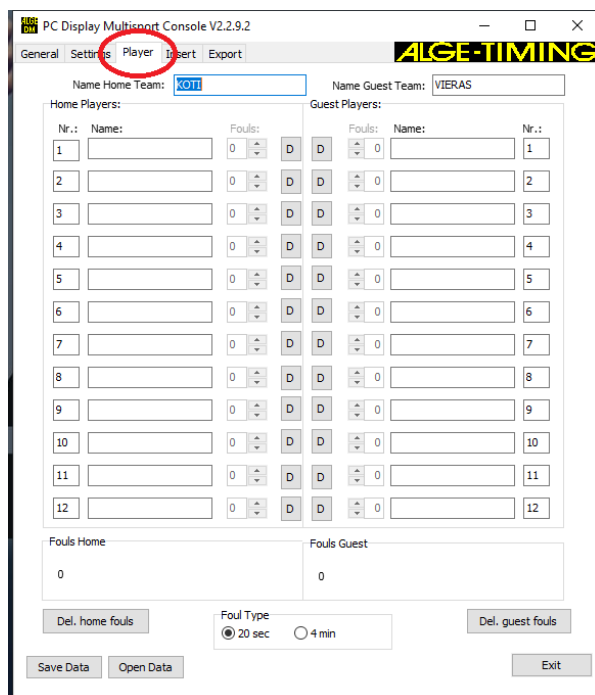 ALGE DM PC Display Multisport Console V2.2.9.2
General Settings Player Insert Export ALGE-TIMING
Name Home Team: KOTI Name Guest Team: VIERAS
Home Players: Guest Players:
Nr.: Name: Fouls: Fouls: Name: Nr.:
1 0 D D 0 1
2 0 D D 0 2
3 0 D D 0 3
4 0 D D 0 4
5 0 D D 0 5
6 0 D D 0 6
7 0 D D 0 7
8 0 D D 0 8
9 0 D D 0 9
10 0 D D 0 10
11 0 D D 0 11
12 0 D D 0 12
Fouls Home Fouls Guest
0 0
Del. home fouls Foul Type Del. guest fouls
20 sec 4 min
Save Data Open Data Exit